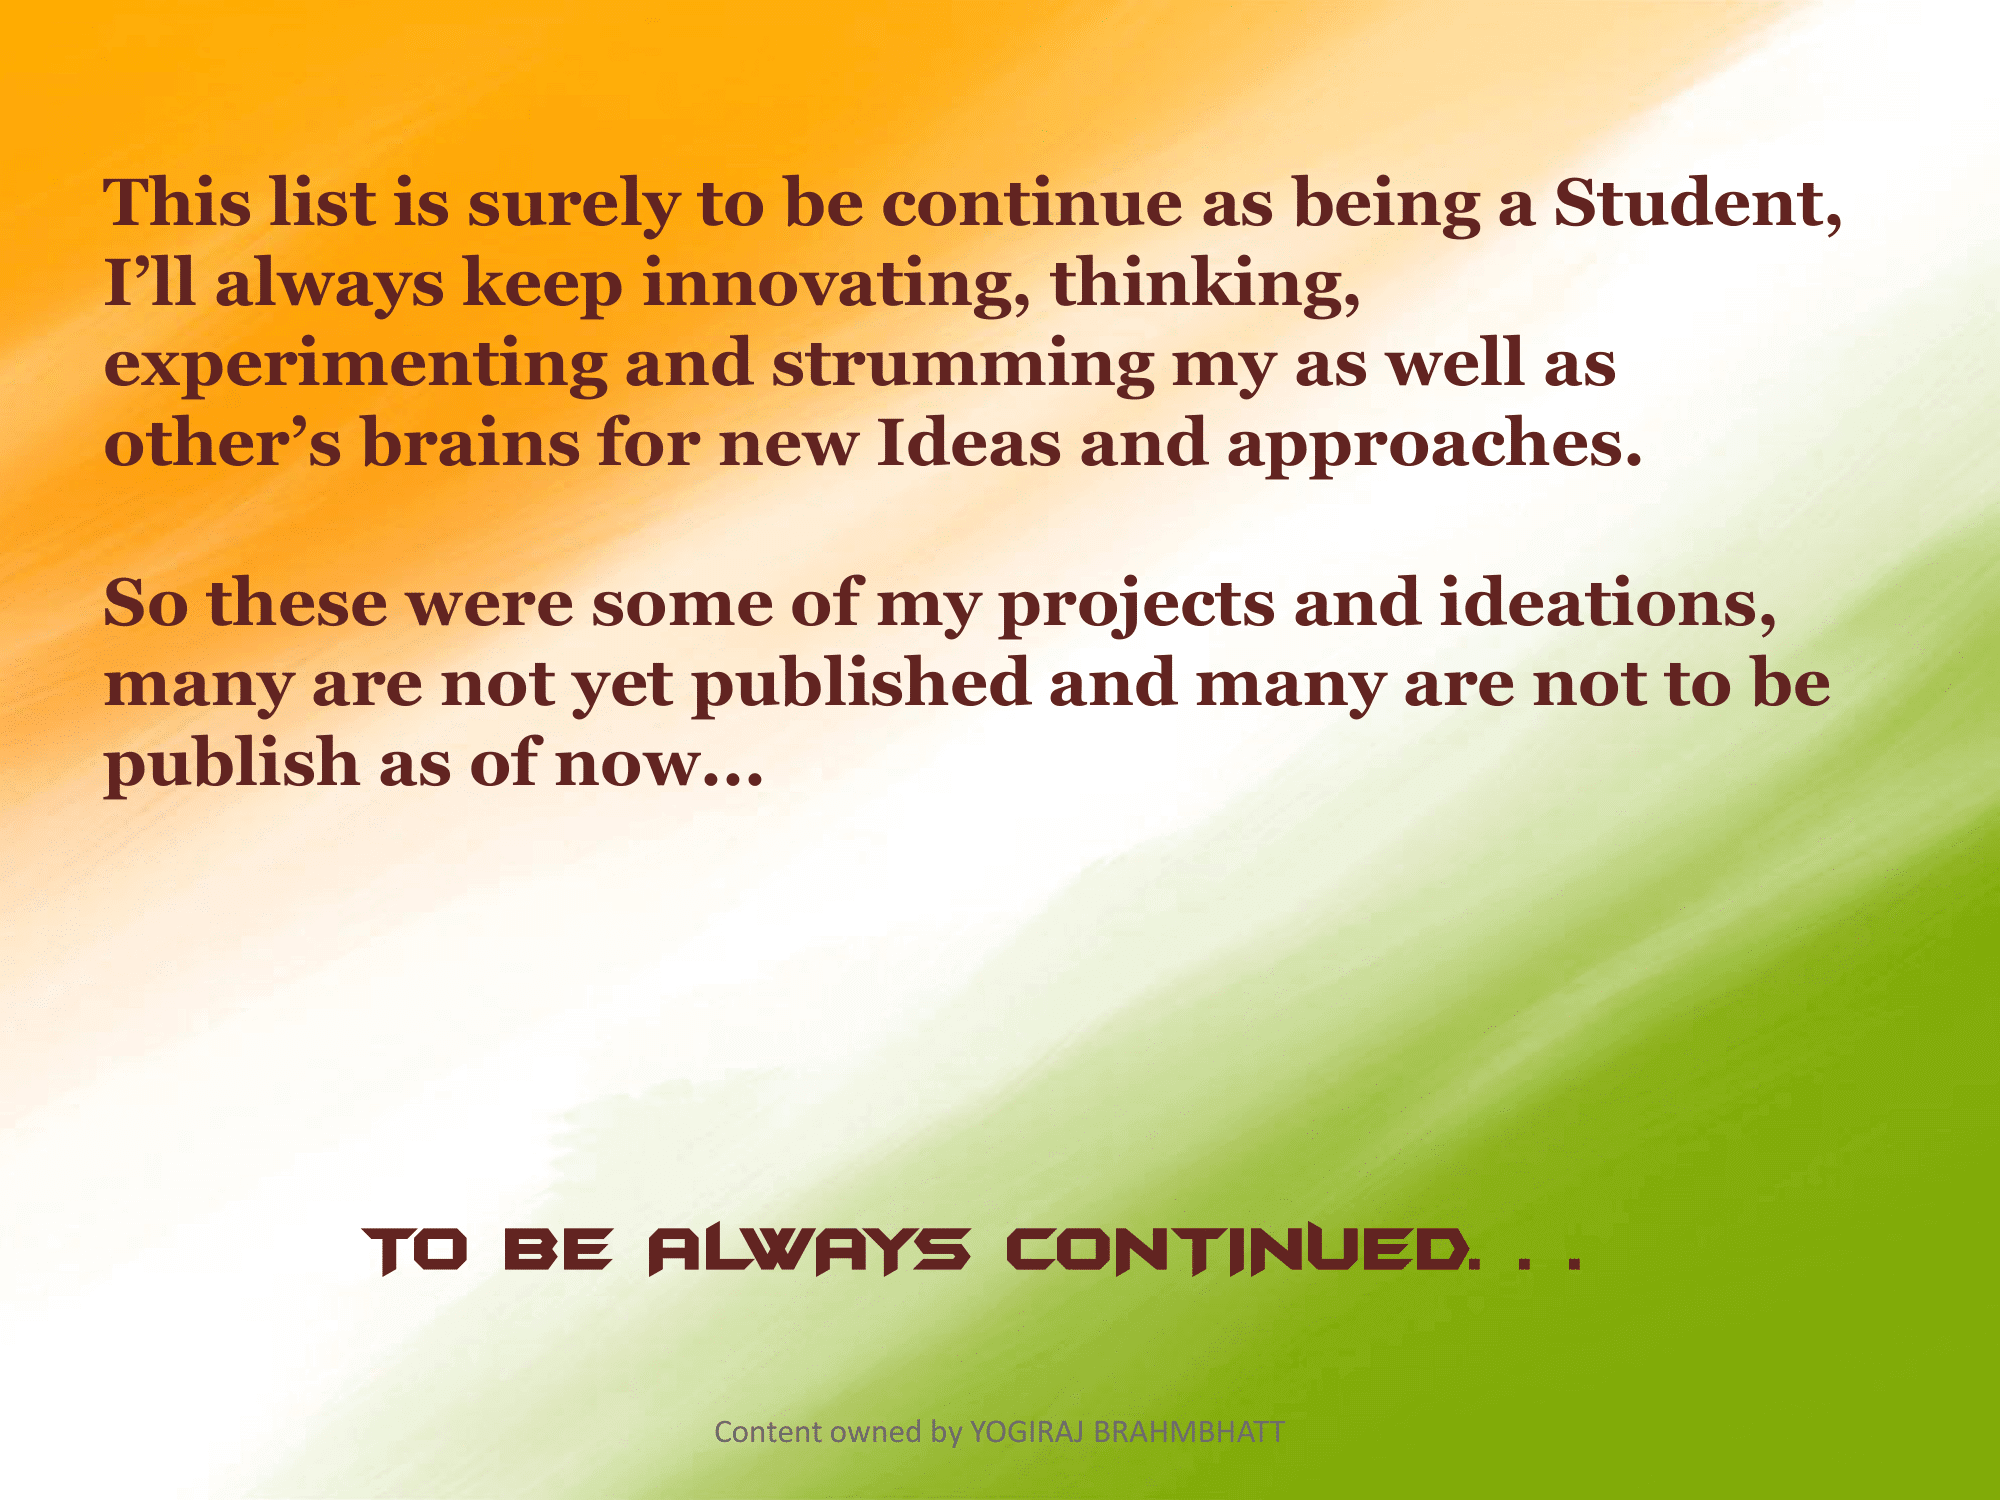 This list is surely to be continue as being a Student,
I’ll always keep innovating, thinking,
experimenting and strumming my as well as
other’s brains for new Ideas and approaches.
So these were some of my projects and ideations,
many are not yet published and many are not to be
publish as of now...
TO BE ALWAYS CONTINUED. . .
Content owned by YOGIRAJ BRAHMBHATT